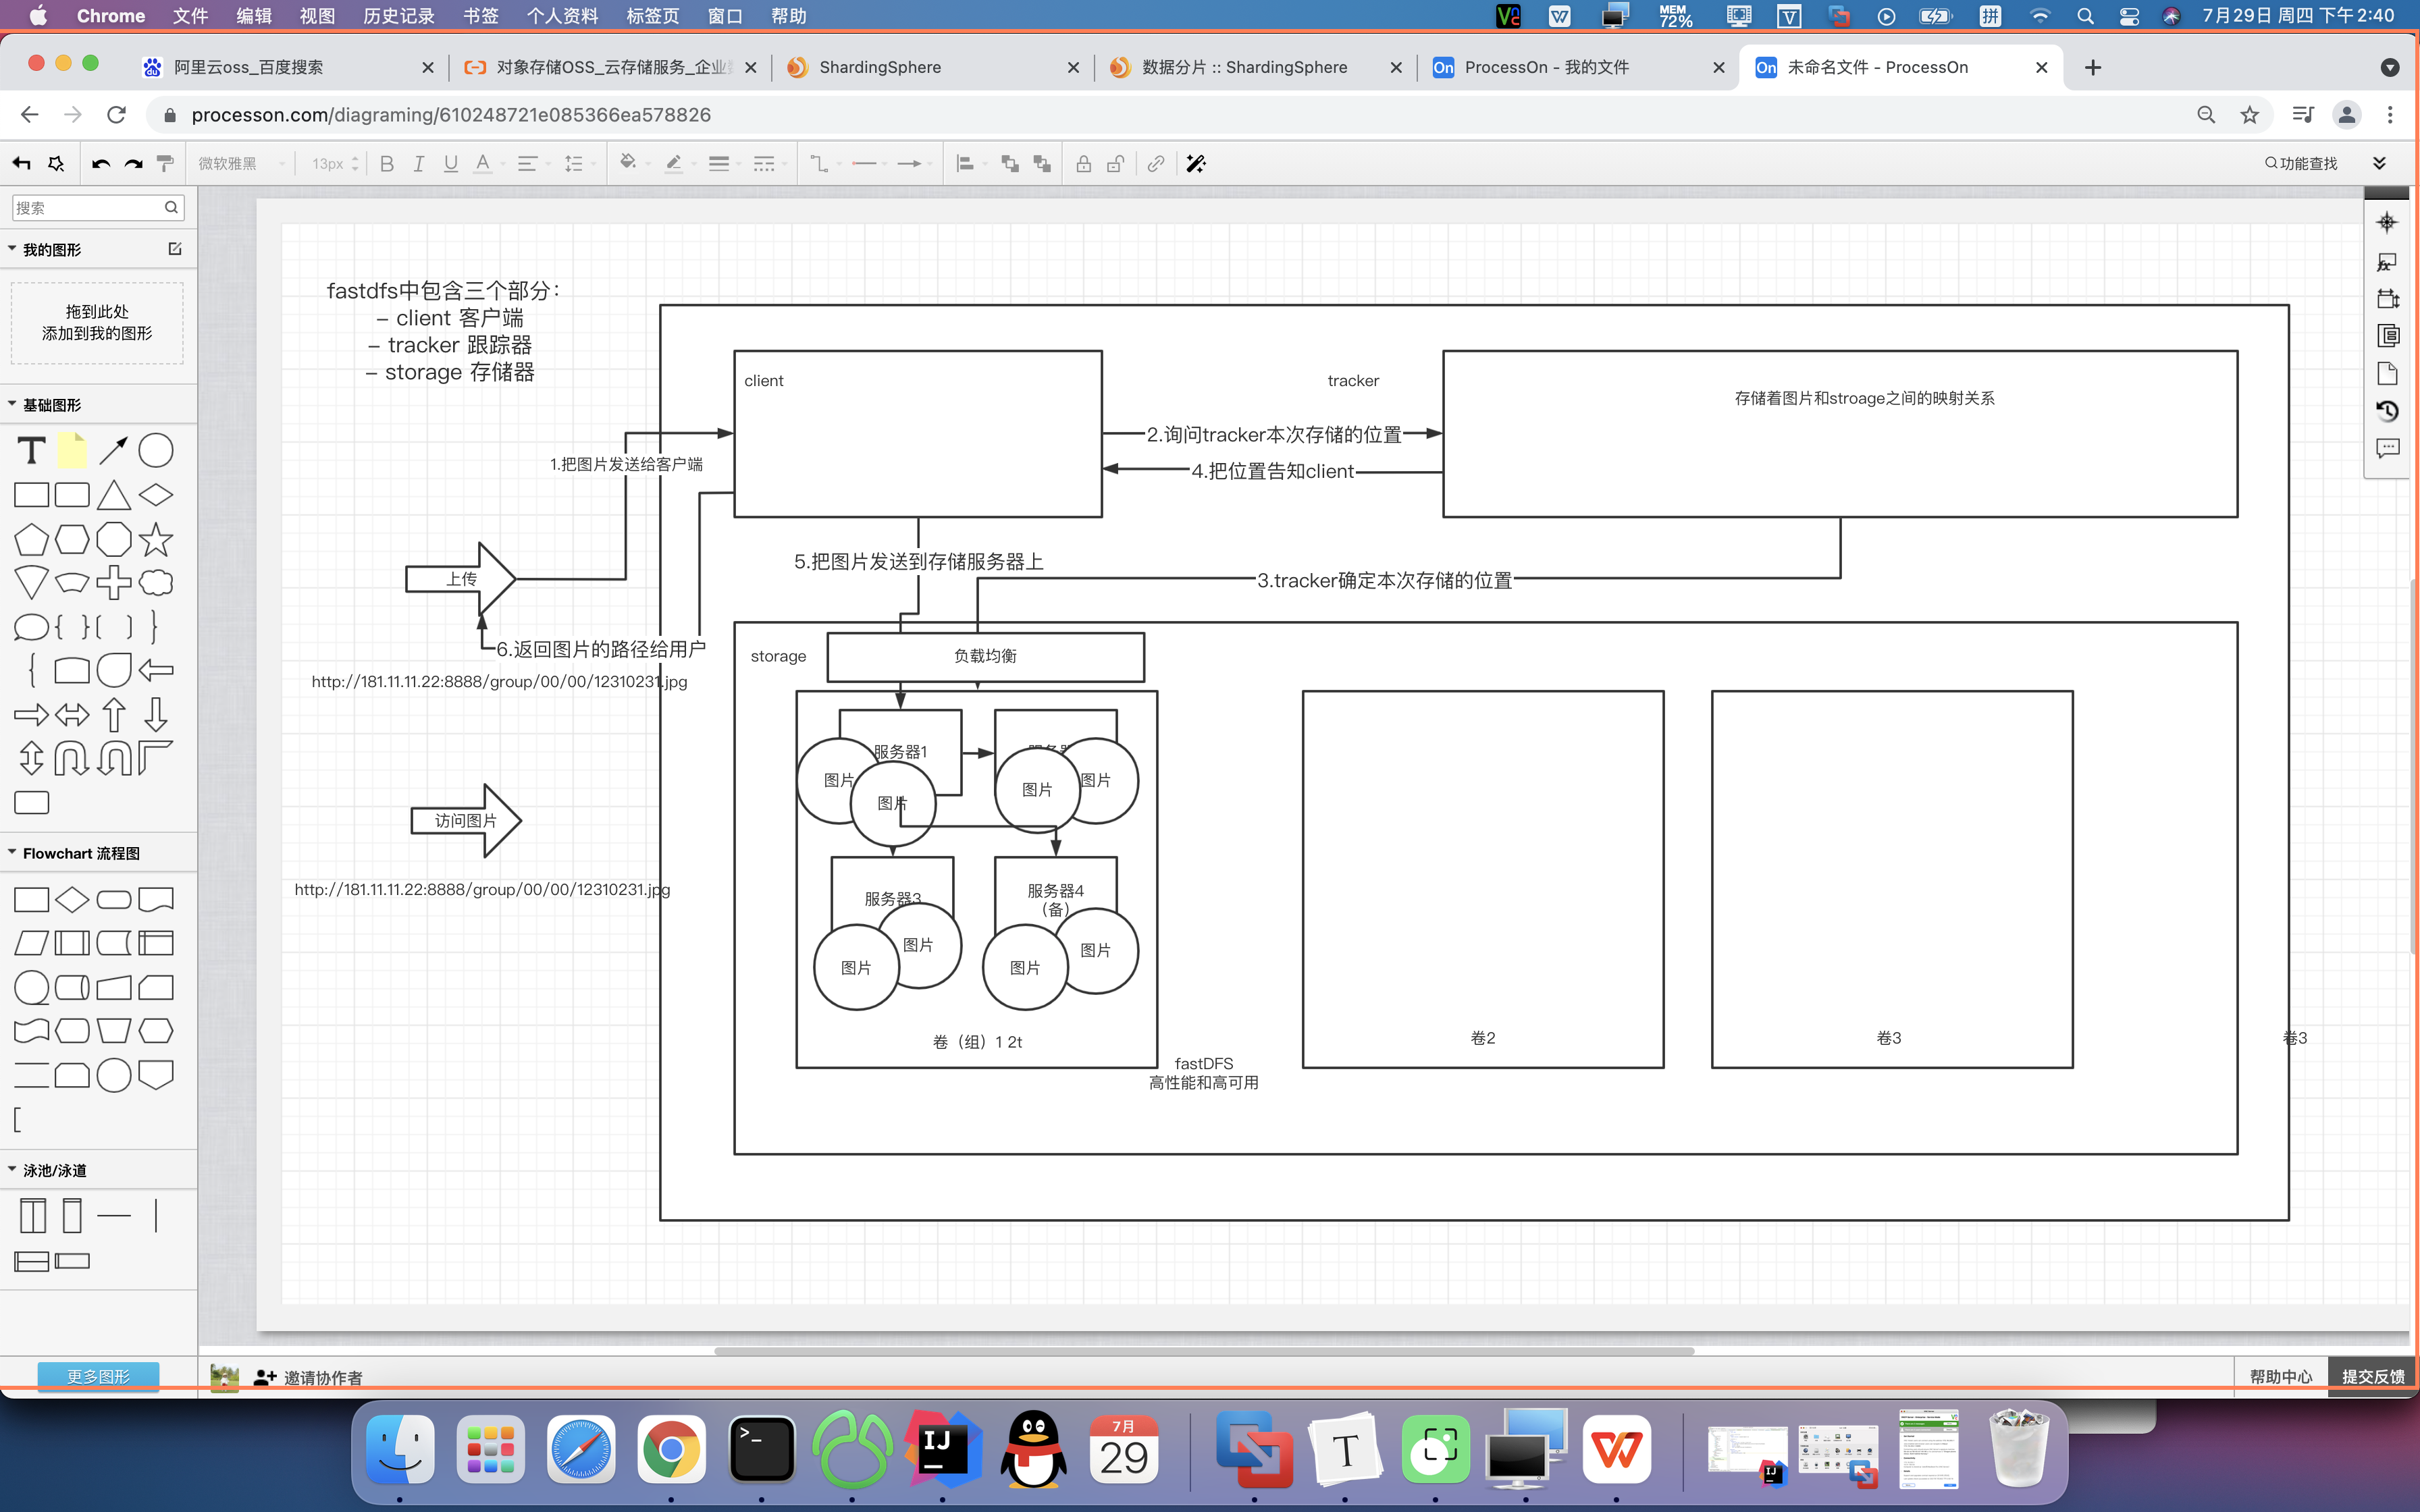 Chrome 文件 编辑 视图 历史记录 书签 个人资料 标签页 窗口 帮助
MEM 72%
拼
7月29日 周四 下午2:40
阿里云oss_百度搜索
对象存储OSS_云存储服务_企业
ShardingSphere
数据分片 :: ShardingSphere
On ProcessOn - 我的文件
On 未命名文件 - ProcessOn
processon.com/diagraming/610248721e085366ea578826
微软雅黑 13px B I U A
功能查找
搜索
我的图形
拖到此处
添加到我的图形
基础图形
T
Flowchart 流程图
泳池/泳道
更多图形
邀请协作者
帮助中心
提交反馈
fastdfs中包含三个部分：
– client 客户端
– tracker 跟踪器
– storage 存储器
client
tracker
存储着图片和stroage之间的映射关系
2.询问tracker本次存储的位置
4.把位置告知client
1.把图片发送给客户端
5.把图片发送到存储服务器上
3.tracker确定本次存储的位置
上传
6.返回图片的路径给用户
http://181.11.11.22:8888/group/00/00/12310231.jpg
storage
负载均衡
服务器1
图片
图片
图片
图片
访问图片
http://181.11.11.22:8888/group/00/00/12310231.jpg
服务器3
服务器4
（备）
图片
图片
图片
图片
卷（组）1 2t
卷2
卷3
卷3
fastDFS
高性能和高可用
IJ
7月
29
T